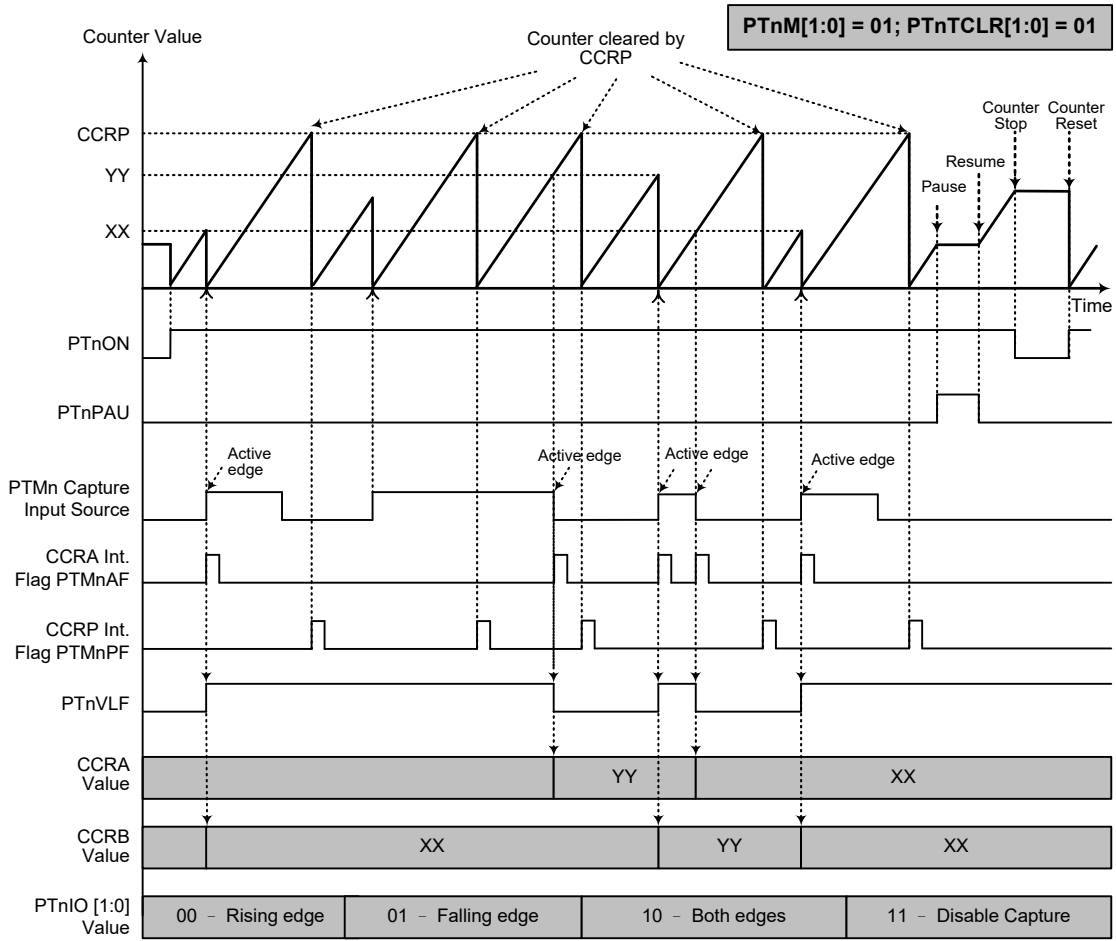 PTnM[1:0] = 01; PTnTCLR[1:0] = 01
Counter Value
Counter cleared by
CCRP
CCRP
YY
XX
Pause
Resume
Counter
Stop
Counter
Reset
Time
PTnON
PTnPAU
Active
edge
Active edge
Active edge
Active edge
PTMn Capture
Input Source
CCRA Int.
Flag PTMnAF
CCRP Int.
Flag PTMnPF
PTnVLF
CCRA
Value
YY
XX
CCRB
Value
XX
YY
XX
PTnIO [1:0]
Value
00 – Rising edge
01 – Falling edge
10 – Both edges
11 – Disable Capture